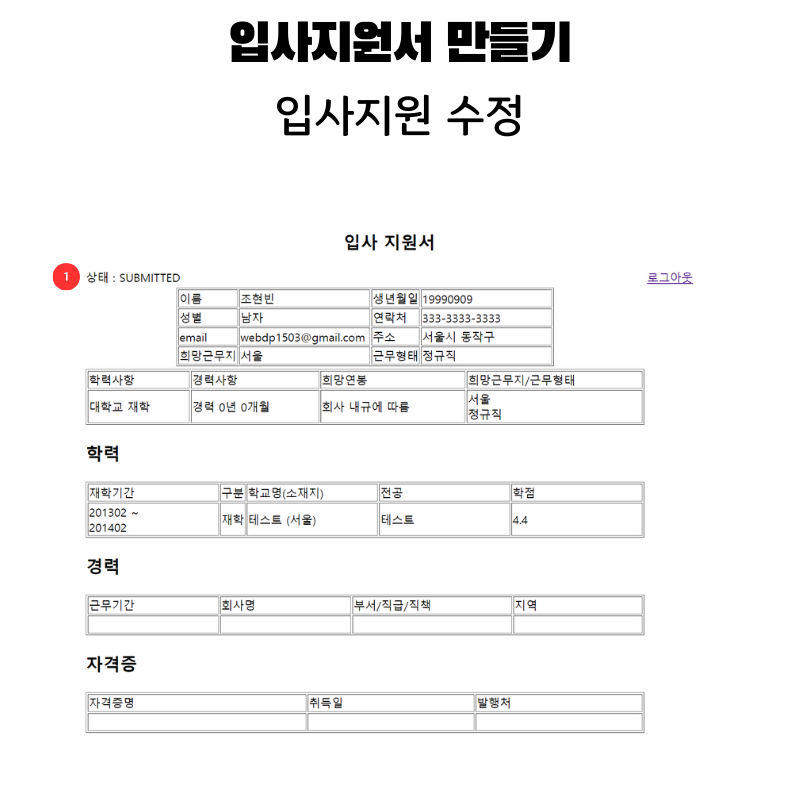 입사지원서 만들기
입사지원 수정
입사 지원서
1 상태 : SUBMITTED 로그아웃
이름 조현빈 생년월일 19990909
성별 남자 연락처 333-3333-3333
email webdp1503@gmail.com 주소 서울시 동작구
희망근무지 서울 근무형태 정규직
학력사항 경력사항 희망연봉 희망근무지/근무형태
대학교 재학 경력 0년 0개월 회사 내규에 따름 서울
정규직
학력
재학기간 구분 학교명(소재지) 전공 학점
201302 ~
201402 재학 테스트 (서울) 테스트 4.4
경력
근무기간 회사명 부서/직급/직책 지역
자격증
자격증명 취득일 발행처